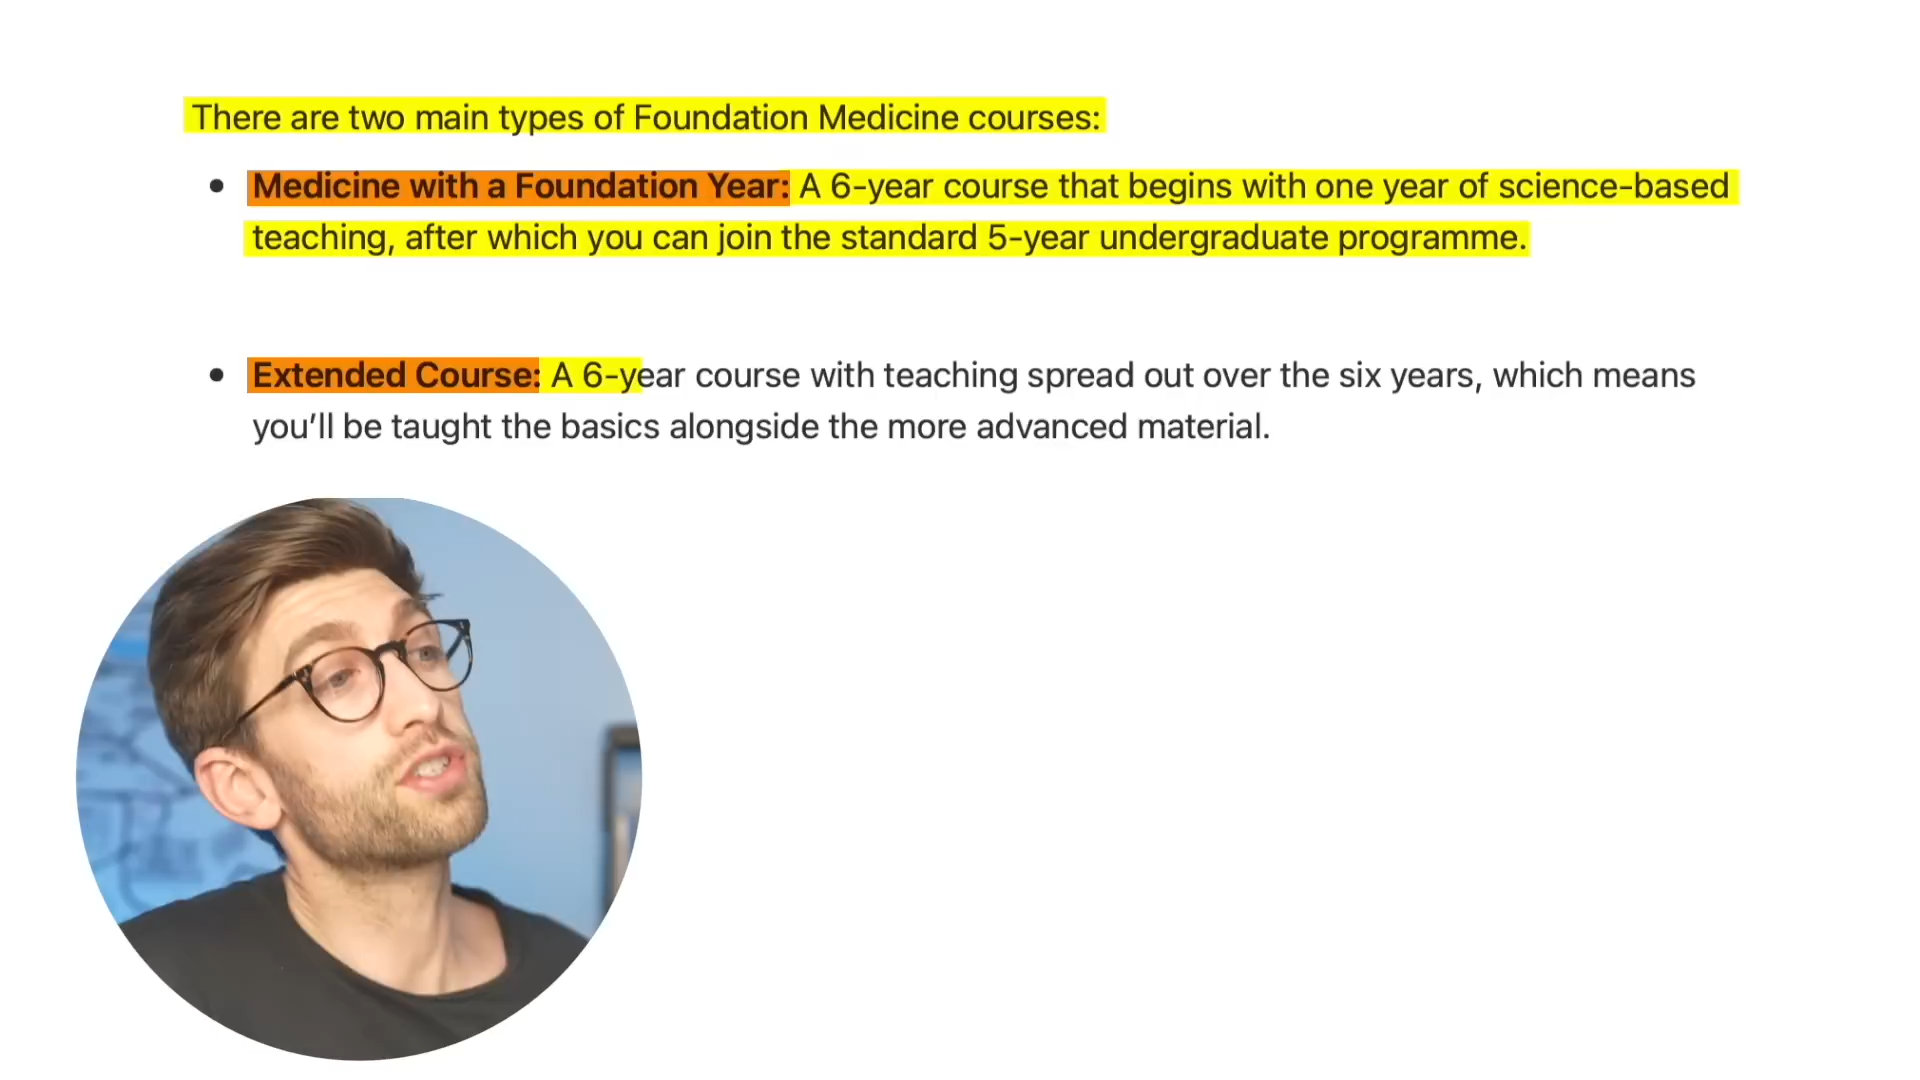 There are two main types of Foundation Medicine courses:
• Medicine with a Foundation Year: A 6-year course that begins with one year of science-based
teaching, after which you can join the standard 5-year undergraduate programme.
• Extended Course: A 6-year course with teaching spread out over the six years, which means
you’ll be taught the basics alongside the more advanced material.